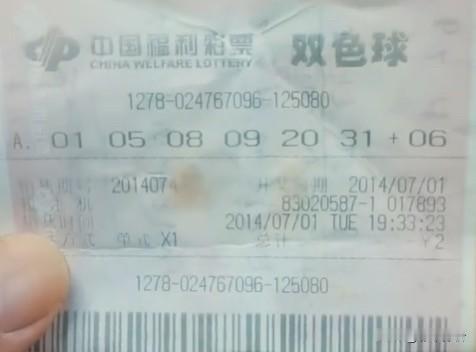 中国福利彩票 双色球
CHINA WELFARE LOTTERY
1278-024767096-125080
A. 01 05 08 09 20 31 + 06
2014074 2014/07/01
83020587-1 017893
2014/07/01 TUE 19:33:23
单式 X1 ¥2
1278-024767096-125080